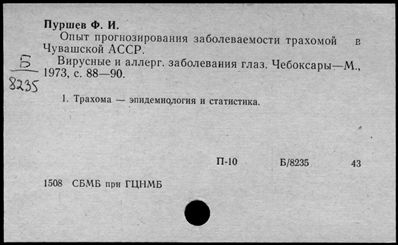 Пуршев Ф. И.
Опыт прогнозирования заболеваемости трахомой в
Чувашской АССР.
Вирусные и аллерг. заболевания глаз. Чебоксары—М.,
1973, с. 88—90.
Б
8235
1. Трахома — эпидемиология и статистика.
П-10 Б/8235 43
1508 СБМБ при ГЦНМБ